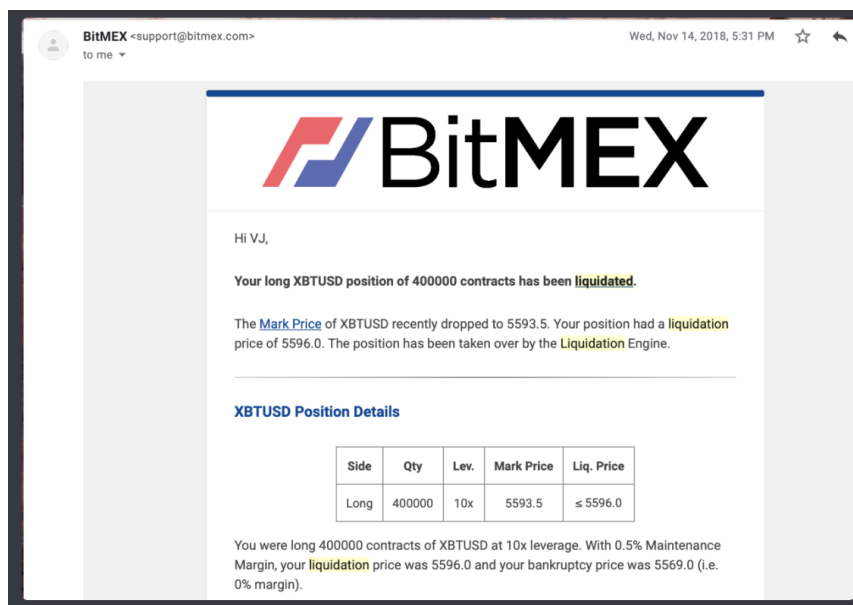 BitMEX <support@bitmex.com>
Wed, Nov 14, 2018, 5:31 PM
to me
BitMEX
Hi VJ,
Your long XBTUSD position of 400000 contracts has been liquidated.
The Mark Price of XBTUSD recently dropped to 5593.5. Your position had a liquidation
price of 5596.0. The position has been taken over by the Liquidation Engine.
XBTUSD Position Details
Side Qty Lev. Mark Price Liq. Price
Long 400000 10x 5593.5 ≤ 5596.0
You were long 400000 contracts of XBTUSD at 10x leverage. With 0.5% Maintenance
Margin, your liquidation price was 5596.0 and your bankruptcy price was 5569.0 (i.e.
0% margin).